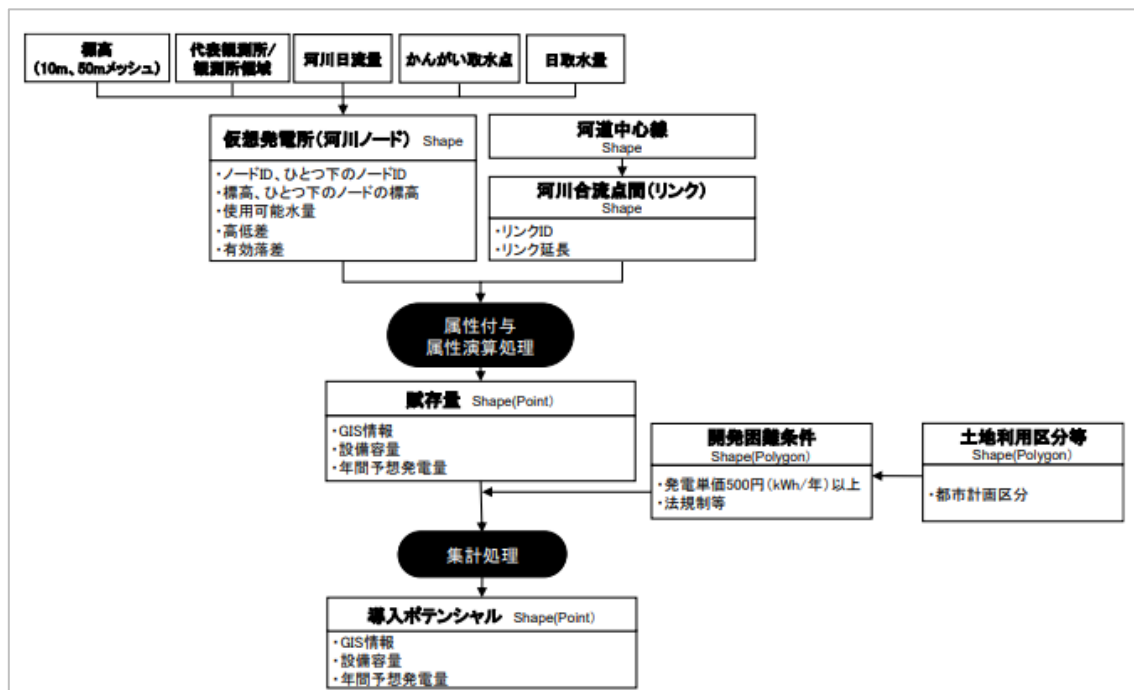 標高
(10m、50mメッシュ)
代表観測所/
観測所領域
河川日流量
かんがい取水点
日取水量
仮想発電所(河川ノード) Shape
・ノードID、ひとつ下のノードID
・標高、ひとつ下のノードの標高
・使用可能水量
・高低差
・有効落差
河道中心線
Shape
河川合流点間(リンク)
Shape
・リンクID
・リンク延長
属性付与
属性演算処理
賦存量 Shape(Point)
・GIS情報
・設備容量
・年間予想発電量
開発困難条件
Shape(Polygon)
・発電単価500円(kWh/年)以上
・法規制等
土地利用区分等
Shape(Polygon)
・都市計画区分
集計処理
導入ポテンシャル Shape(Point)
・GIS情報
・設備容量
・年間予想発電量